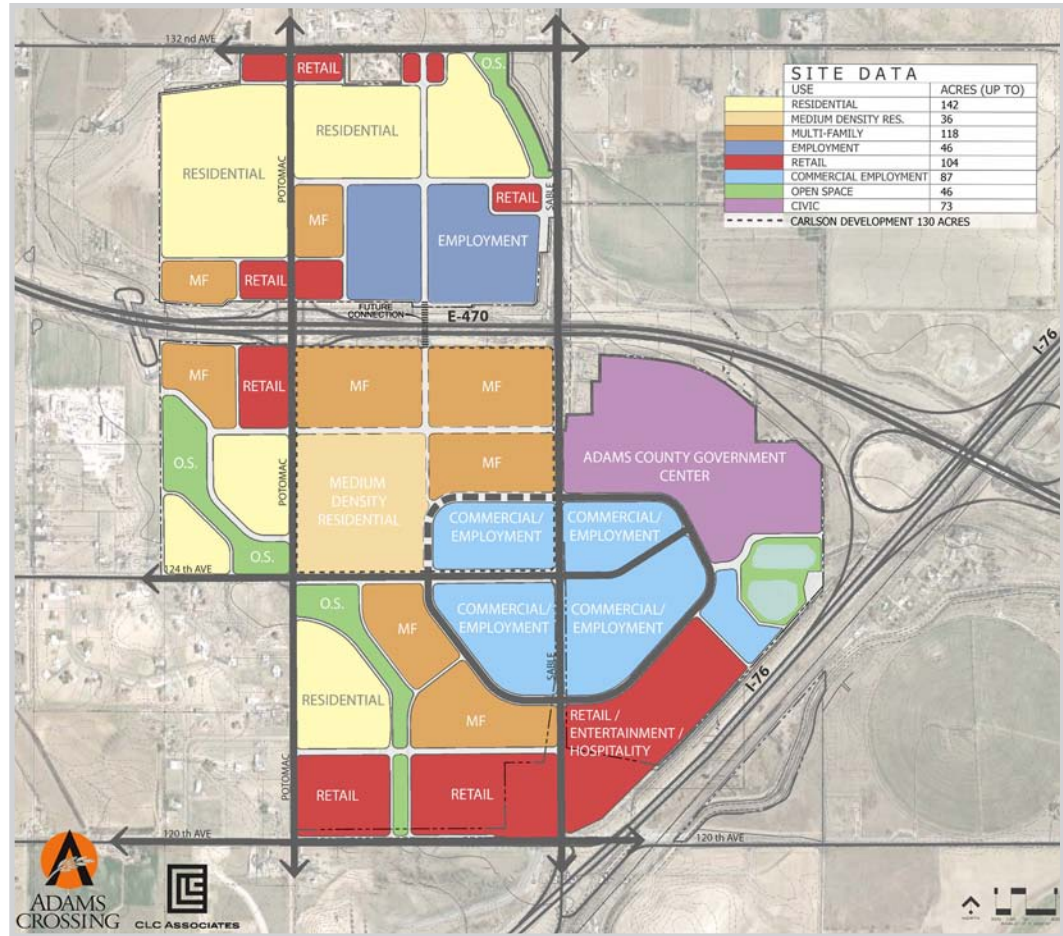 132 nd AVE
RETAIL
O.S.
SITE DATA
USE ACRES (UP TO)
RESIDENTIAL 142
MEDIUM DENSITY RES. 36
MULTI-FAMILY 118
EMPLOYMENT 46
RETAIL 104
COMMERCIAL EMPLOYMENT 87
OPEN SPACE 46
CIVIC 73
CARLSON DEVELOPMENT 130 ACRES
RESIDENTIAL
RESIDENTIAL
POTOMAC
SABLE
RETAIL
MF
EMPLOYMENT
MF
RETAIL
FUTURE
CONNECTION
E-470
I-76
MF
RETAIL
MF
MF
O.S.
POTOMAC
MEDIUM
DENSITY
RESIDENTIAL
MF
ADAMS COUNTY GOVERNMENT
CENTER
COMMERCIAL/
EMPLOYMENT
COMMERCIAL/
EMPLOYMENT
O.S.
124 th AVE
O.S.
MF
COMMERCIAL/
EMPLOYMENT
COMMERCIAL/
EMPLOYMENT
SABLE
RESIDENTIAL
MF
I-76
RETAIL /
ENTERTAINMENT /
HOSPITALITY
POTOMAC
RETAIL
RETAIL
120 th AVE
120 th AVE
ADAMS
CROSSING
CLC ASSOCIATES